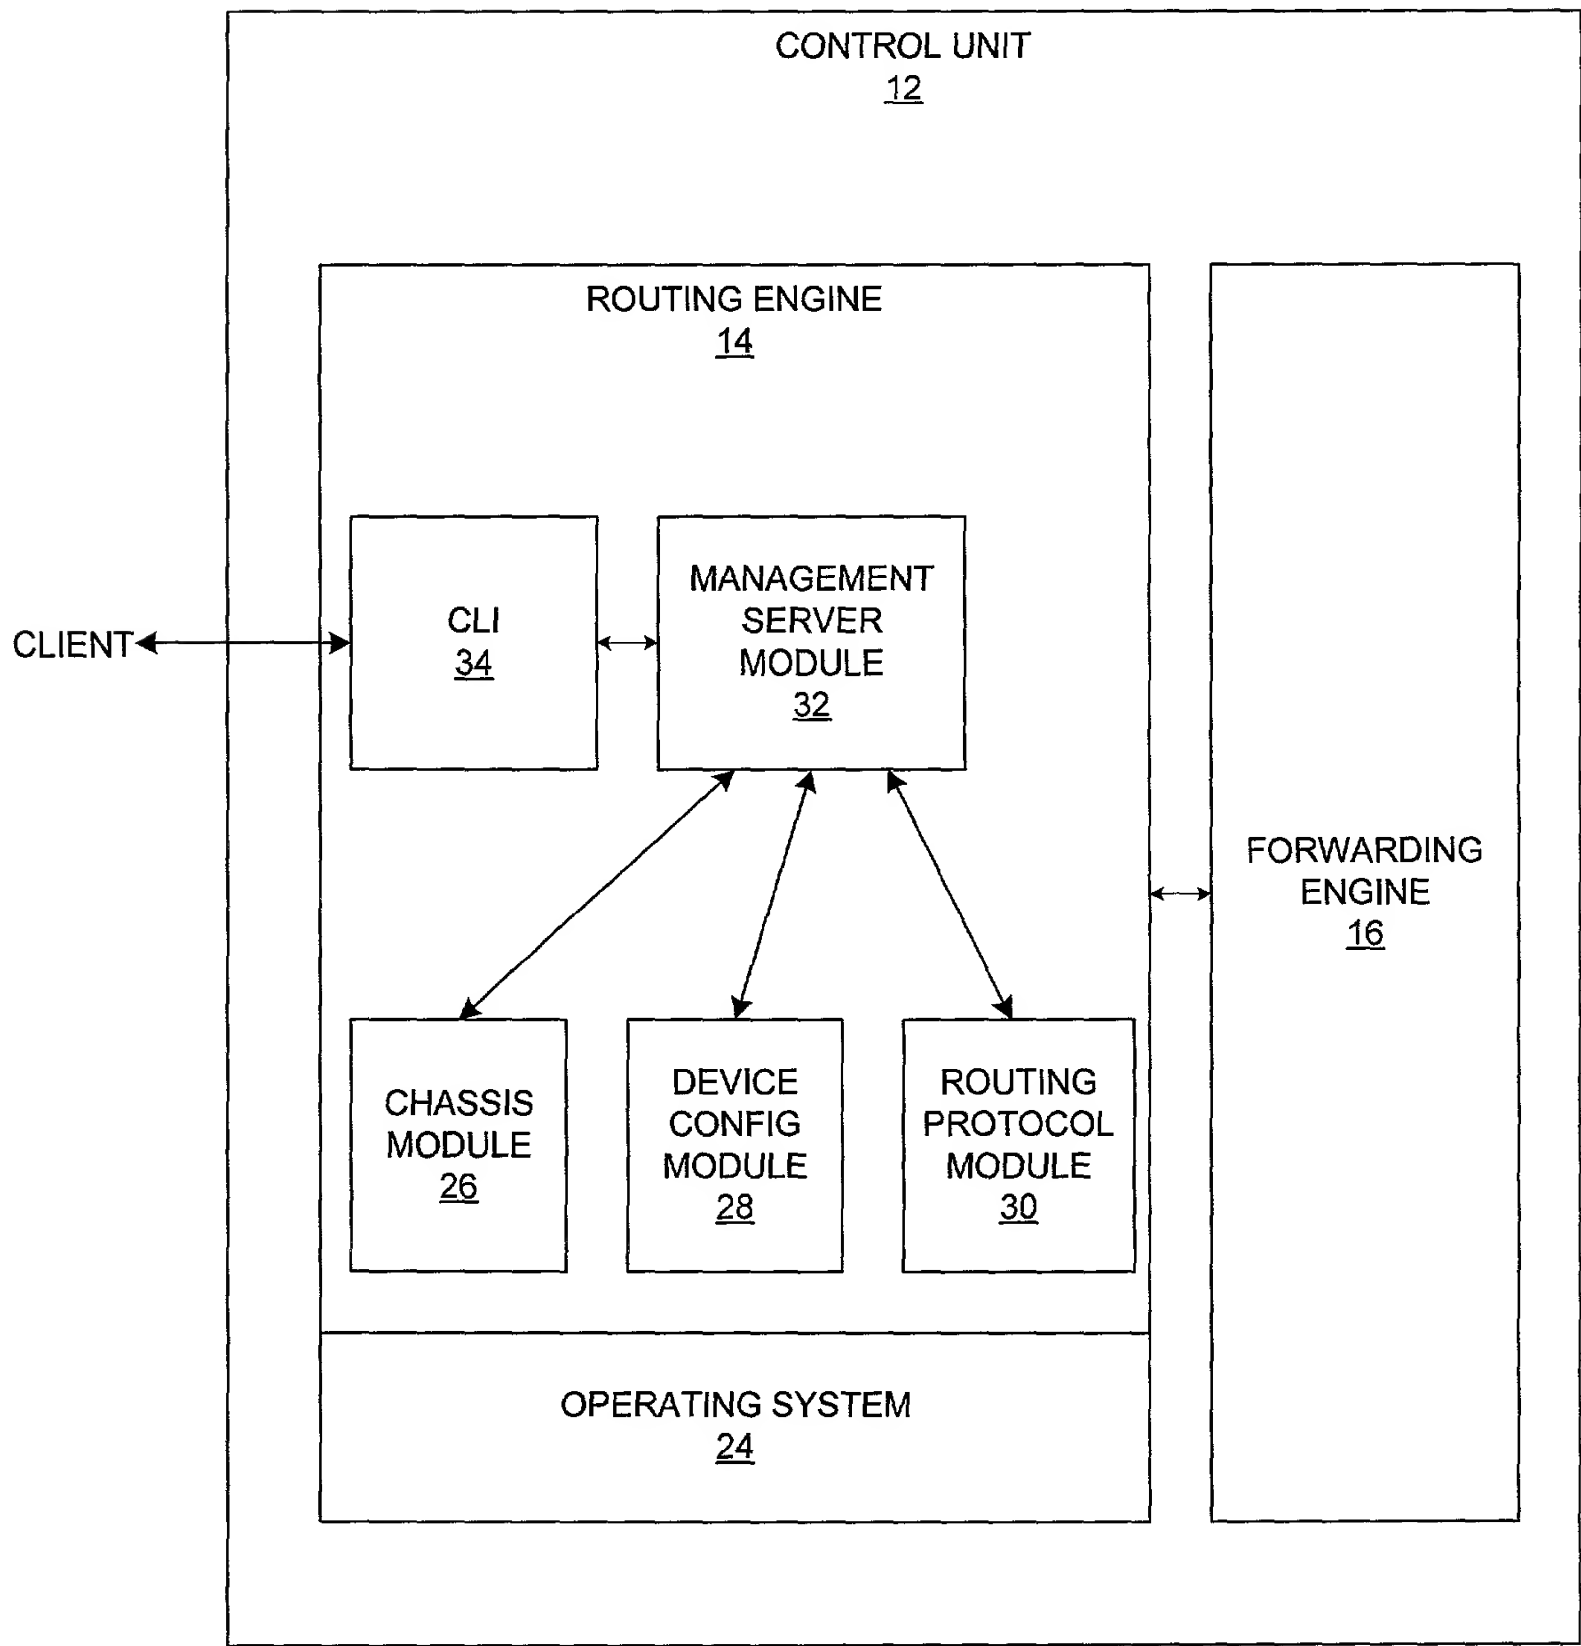 CONTROL UNIT
12
ROUTING ENGINE
14
CLIENT
CLI
34
MANAGEMENT
SERVER
MODULE
32
FORWARDING
ENGINE
16
CHASSIS
MODULE
26
DEVICE
CONFIG
MODULE
28
ROUTING
PROTOCOL
MODULE
30
OPERATING SYSTEM
24